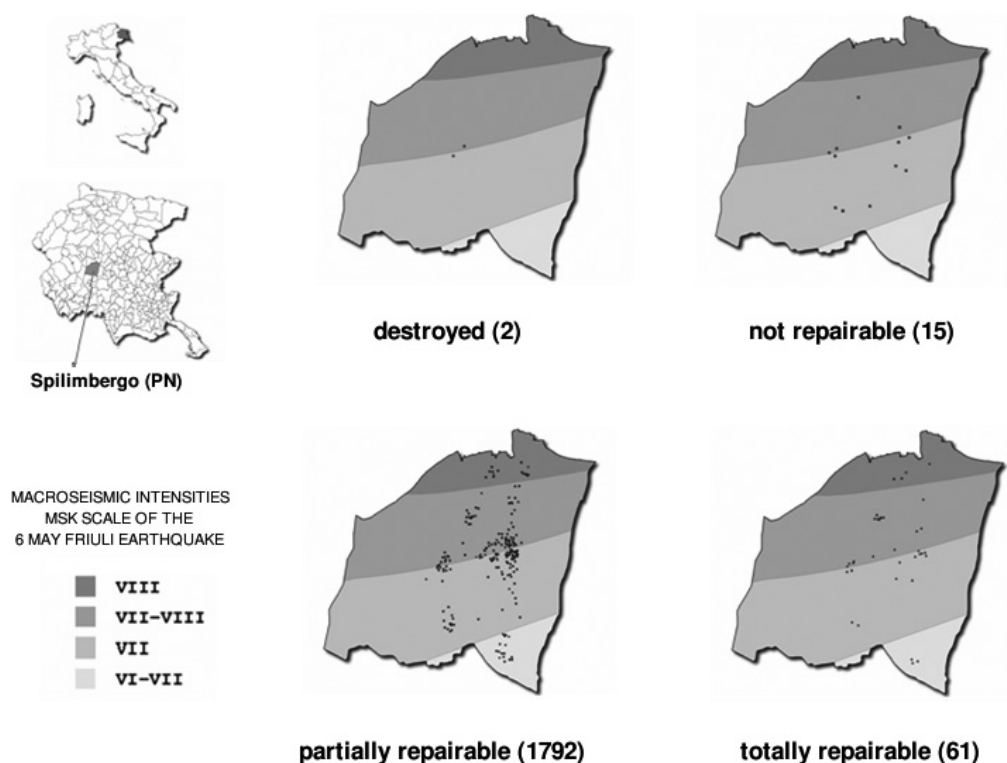 destroyed (2)
not repairable (15)
Spilimbergo (PN)
MACROSEISMIC INTENSITIES
MSK SCALE OF THE
6 MAY FRIULI EARTHQUAKE
VIII
VII-VIII
VII
VI-VII
partially repairable (1792)
totally repairable (61)